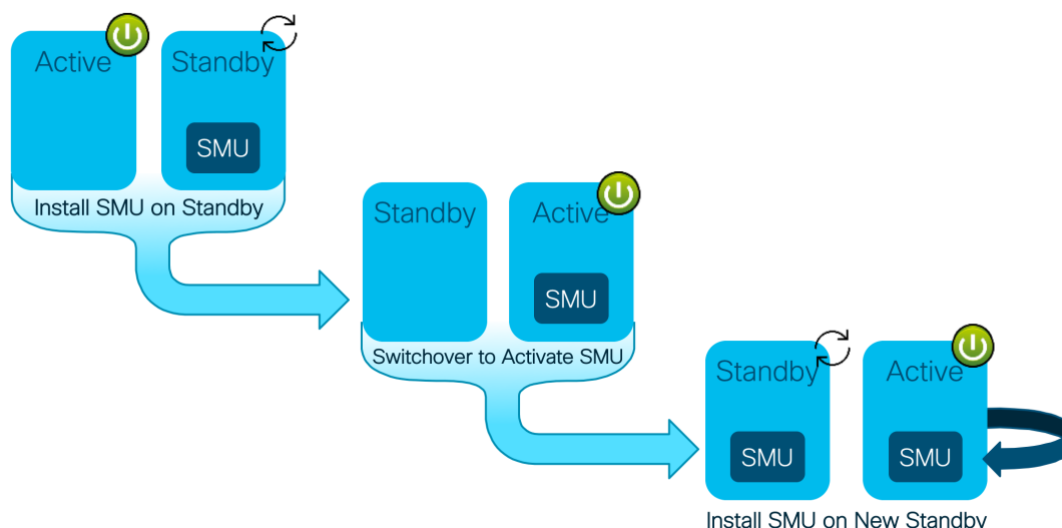 Active
Standby
SMU
Install SMU on Standby
Standby
Active
SMU
Switchover to Activate SMU
Standby
Active
SMU
SMU
Install SMU on New Standby